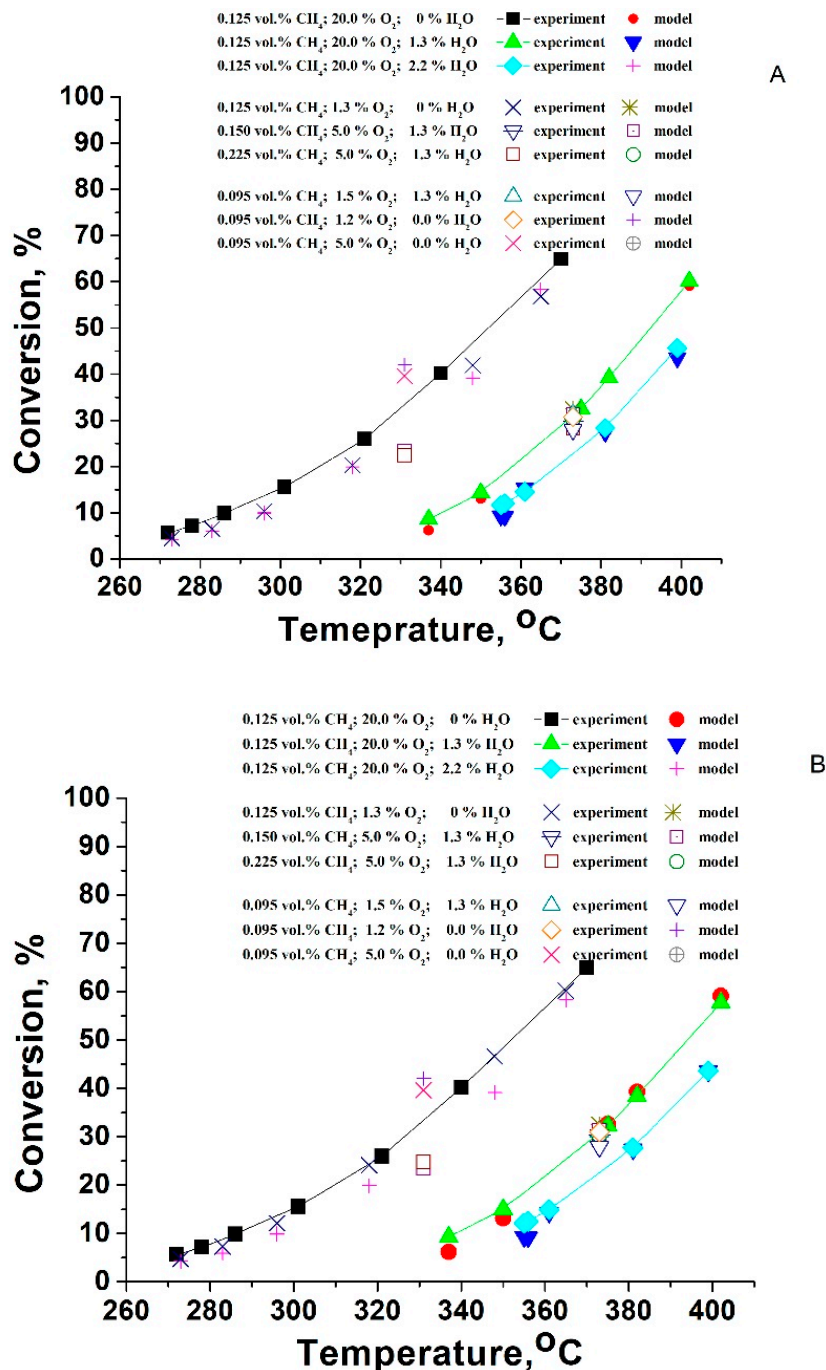 0.125 vol.% CH₄; 20.0 % O₂; 0 % H₂O experiment model
0.125 vol.% CH₄; 20.0 % O₂; 1.3 % H₂O experiment model
0.125 vol.% CH₄; 20.0 % O₂; 2.2 % H₂O experiment model
A
0.125 vol.% CH₄; 1.3 % O₂; 0 % H₂O experiment model
0.150 vol.% CH₄; 5.0 % O₂; 1.3 % H₂O experiment model
0.225 vol.% CH₄; 5.0 % O₂; 1.3 % H₂O experiment model
0.095 vol.% CH₄; 1.5 % O₂; 1.3 % H₂O experiment model
0.095 vol.% CH₄; 1.2 % O₂; 0.0 % H₂O experiment model
0.095 vol.% CH₄; 5.0 % O₂; 0.0 % H₂O experiment model
100
90
80
70
60
50
40
30
20
10
0
Conversion, %
260 280 300 320 340 360 380 400
Temeprature, °C
0.125 vol.% CH₄; 20.0 % O₂; 0 % H₂O experiment model
0.125 vol.% CH₄; 20.0 % O₂; 1.3 % H₂O experiment model
0.125 vol.% CH₄; 20.0 % O₂; 2.2 % H₂O experiment model
B
0.125 vol.% CH₄; 1.3 % O₂; 0 % H₂O experiment model
0.150 vol.% CH₄; 5.0 % O₂; 1.3 % H₂O experiment model
0.225 vol.% CH₄; 5.0 % O₂; 1.3 % H₂O experiment model
0.095 vol.% CH₄; 1.5 % O₂; 1.3 % H₂O experiment model
0.095 vol.% CH₄; 1.2 % O₂; 0.0 % H₂O experiment model
0.095 vol.% CH₄; 5.0 % O₂; 0.0 % H₂O experiment model
100
90
80
70
60
50
40
30
20
10
0
Conversion, %
260 280 300 320 340 360 380 400
Temperature,°C